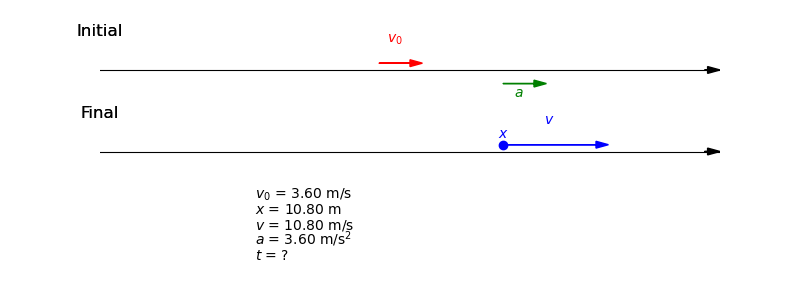 Initial
v₀
a
Final
v
x
v₀ = 3.60 m/s
x = 10.80 m
v = 10.80 m/s
a = 3.60 m/s²
t = ?